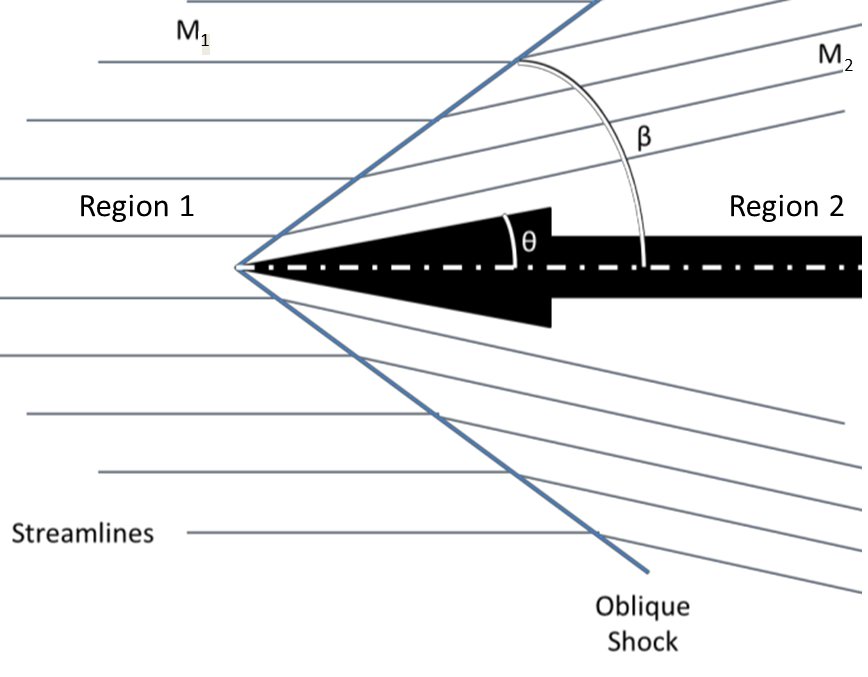 M₁
M₂
β
Region 1
Region 2
θ
Streamlines
Oblique
Shock